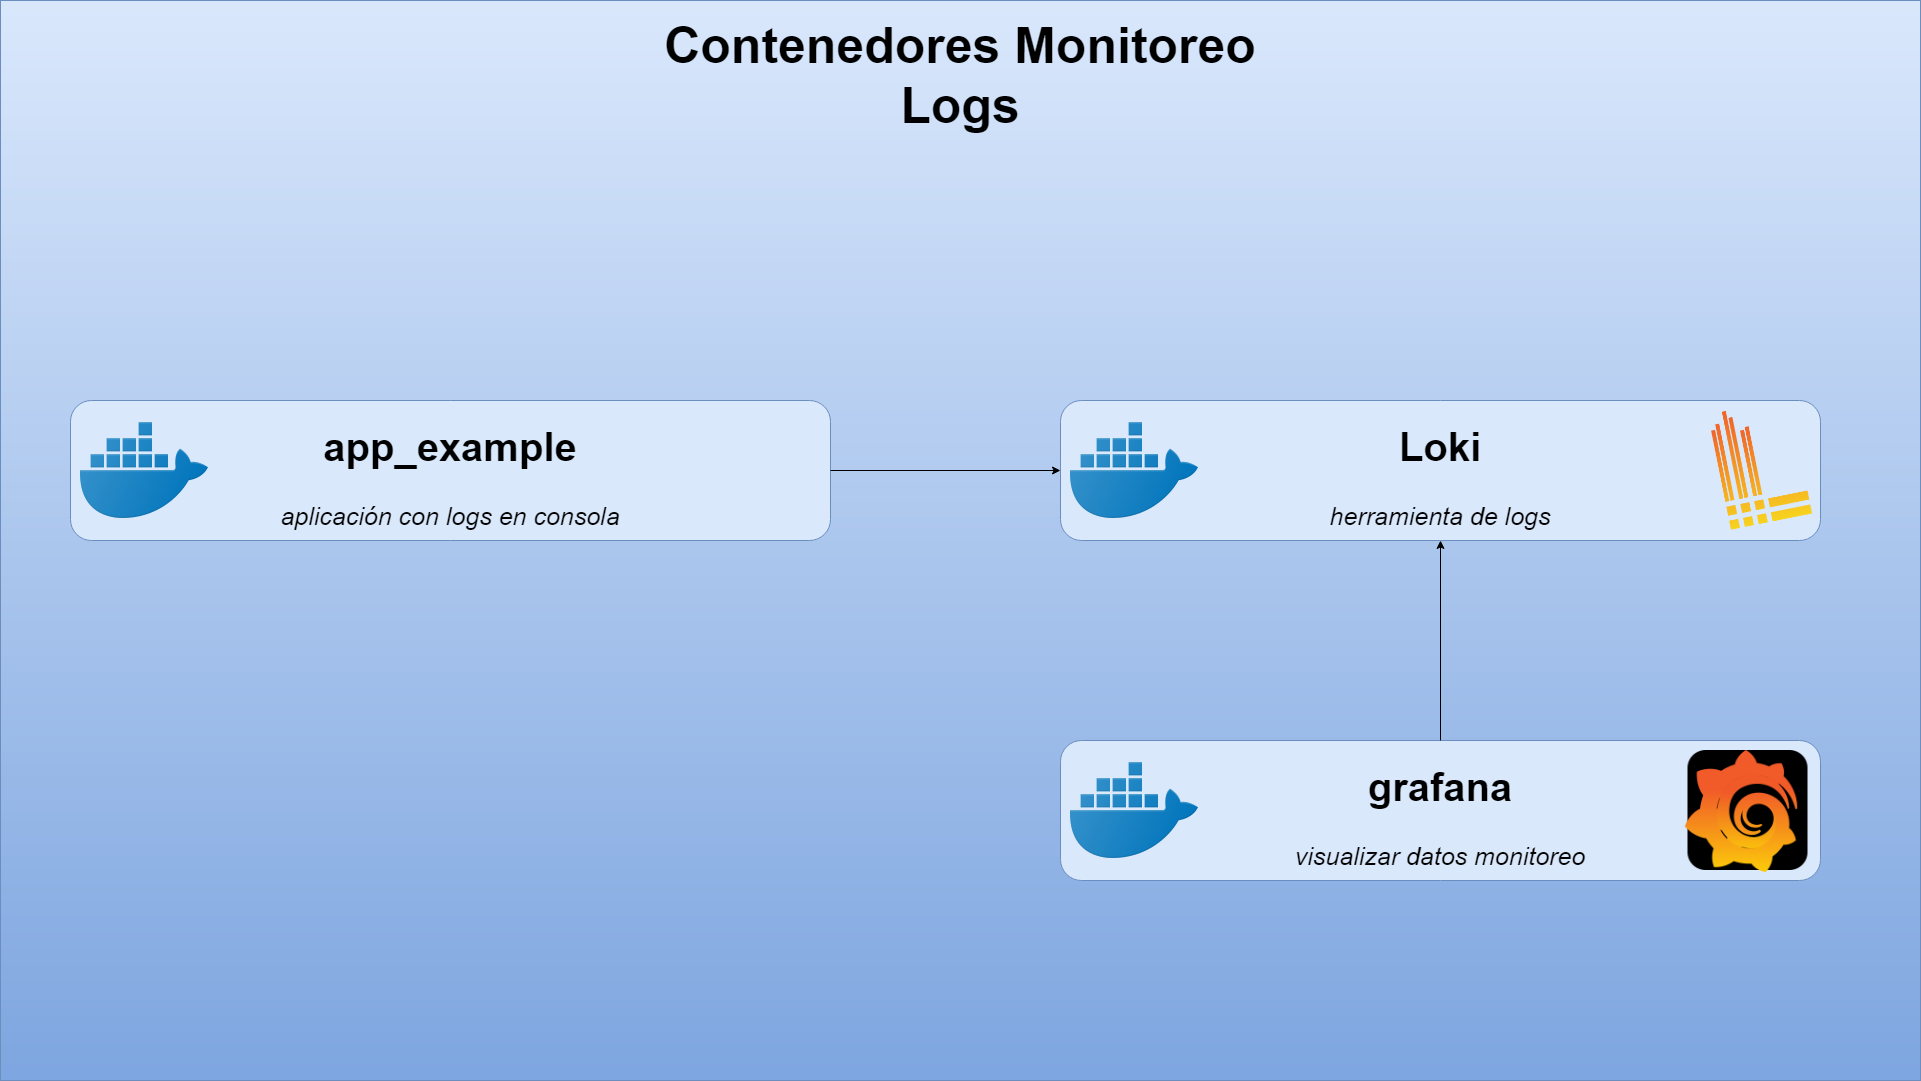 Contenedores Monitoreo
Logs
app_example
aplicación con logs en consola
Loki
herramienta de logs
grafana
visualizar datos monitoreo